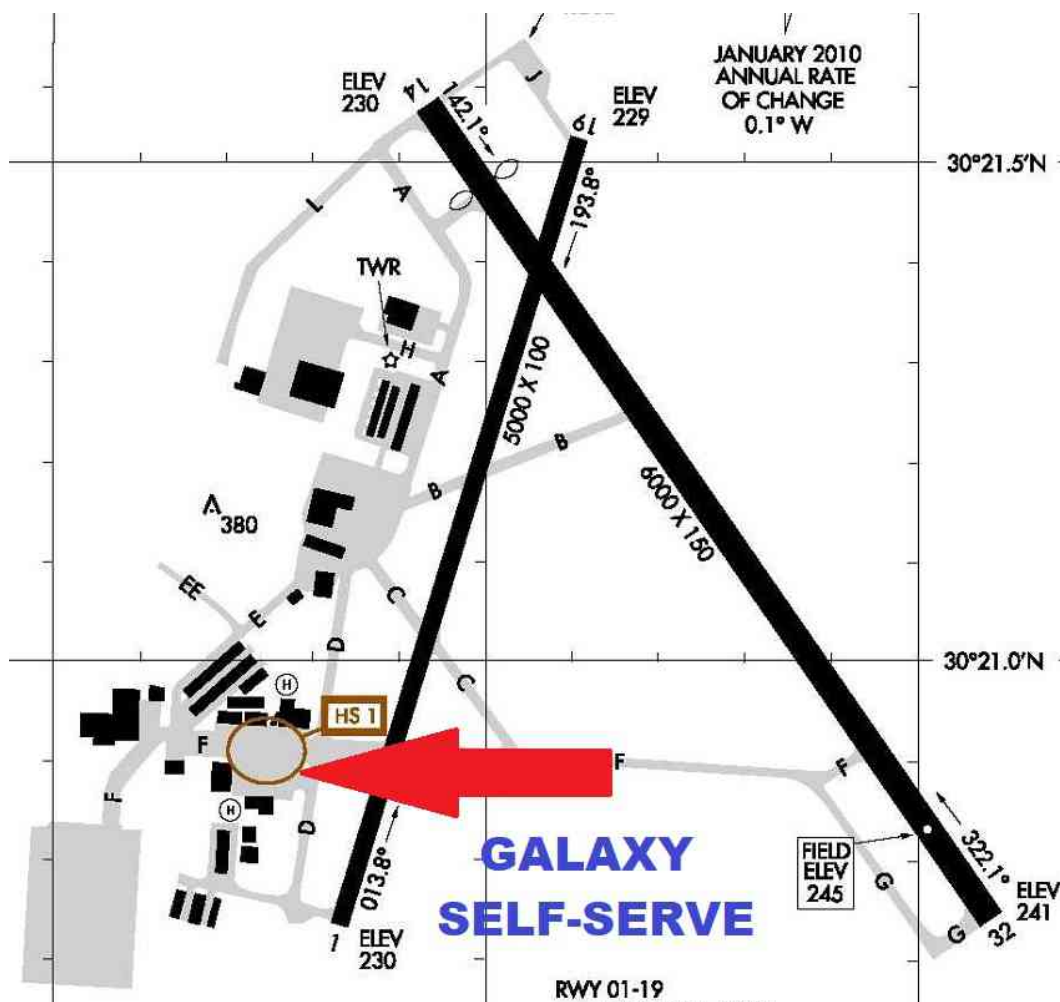 JANUARY 2010
ANNUAL RATE
OF CHANGE
0.1° W
ELEV
230
14
142.1°
J
ELEV
229
19
193.8°
30°21.5'N
L
A
TWR
H
A
5000 X 100
B
B
6000 X 150
380
EE
E
C
D
C
30°21.0'N
H
HS 1
F
F
F
F
H
D
013.8°
GALAXY
SELF-SERVE
FIELD
ELEV
245
G
322.1°
ELEV
241
G
32
1
ELEV
230
RWY 01-19